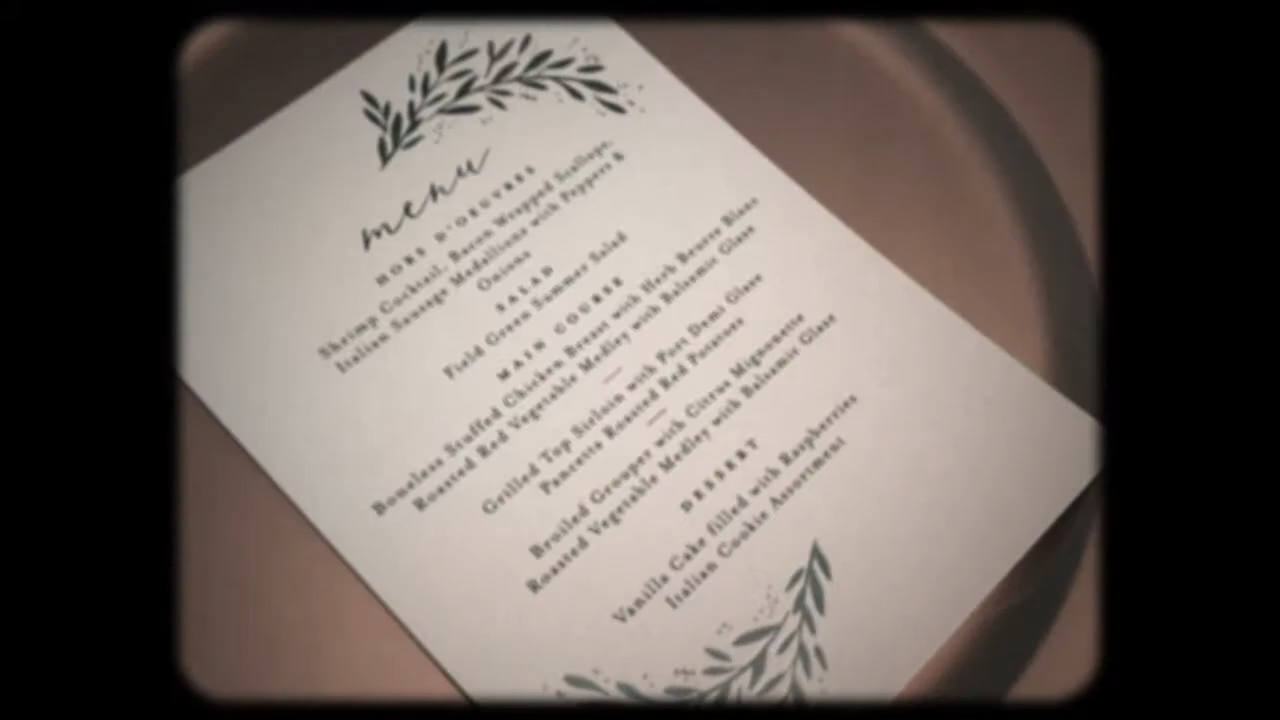 menu
HORS D'OEUVRES
Shrimp Cocktail, Bacon Wrapped Scallops,
Italian Sausage Medallions with Peppers &
Onions
SALAD
Field Green Summer Salad
MAIN COURSE
Boneless Stuffed Chicken Breast with Herb Beurre Blanc
Roasted Red Vegetable Medley with Balsamic Glaze
—
Grilled Top Sirloin with Port Demi Glaze
Pancetta Roasted Red Potatoes
—
Broiled Grouper with Citrus Mignonette
Roasted Vegetable Medley with Balsamic Glaze
DESSERT
Vanilla Cake filled with Raspberries
Italian Cookie Assortment